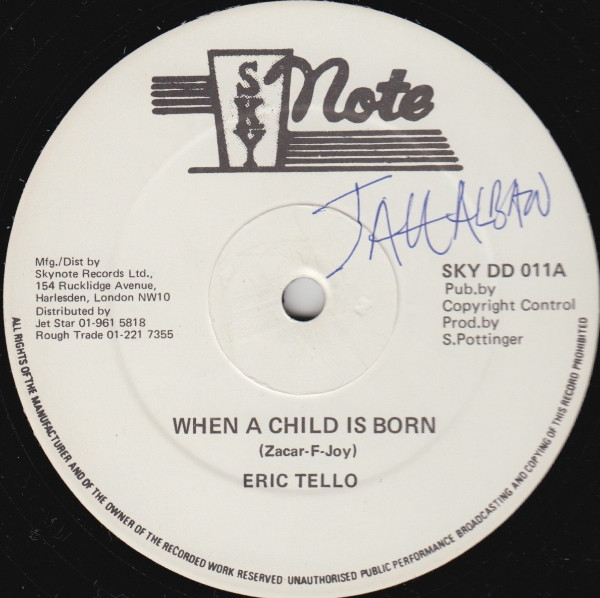 SKY Note
JAH ALBAN
Mfg./Dist by
Skynote Records Ltd.,
154 Rucklidge Avenue,
Harlesden, London NW10
Distributed by
Jet Star 01-961 5818
Rough Trade 01-221 7355
SKY DD 011A
Pub.by
Copyright Control
Prod.by
S.Pottinger
WHEN A CHILD IS BORN
(Zacar-F-Joy)
ERIC TELLO
ALL RIGHTS OF THE MANUFACTURER AND OF THE OWNER OF THE RECORDED WORK RESERVED · UNAUTHORISED PUBLIC PERFORMANCE BROADCASTING AND COPYING OF THIS RECORD PROHIBITED